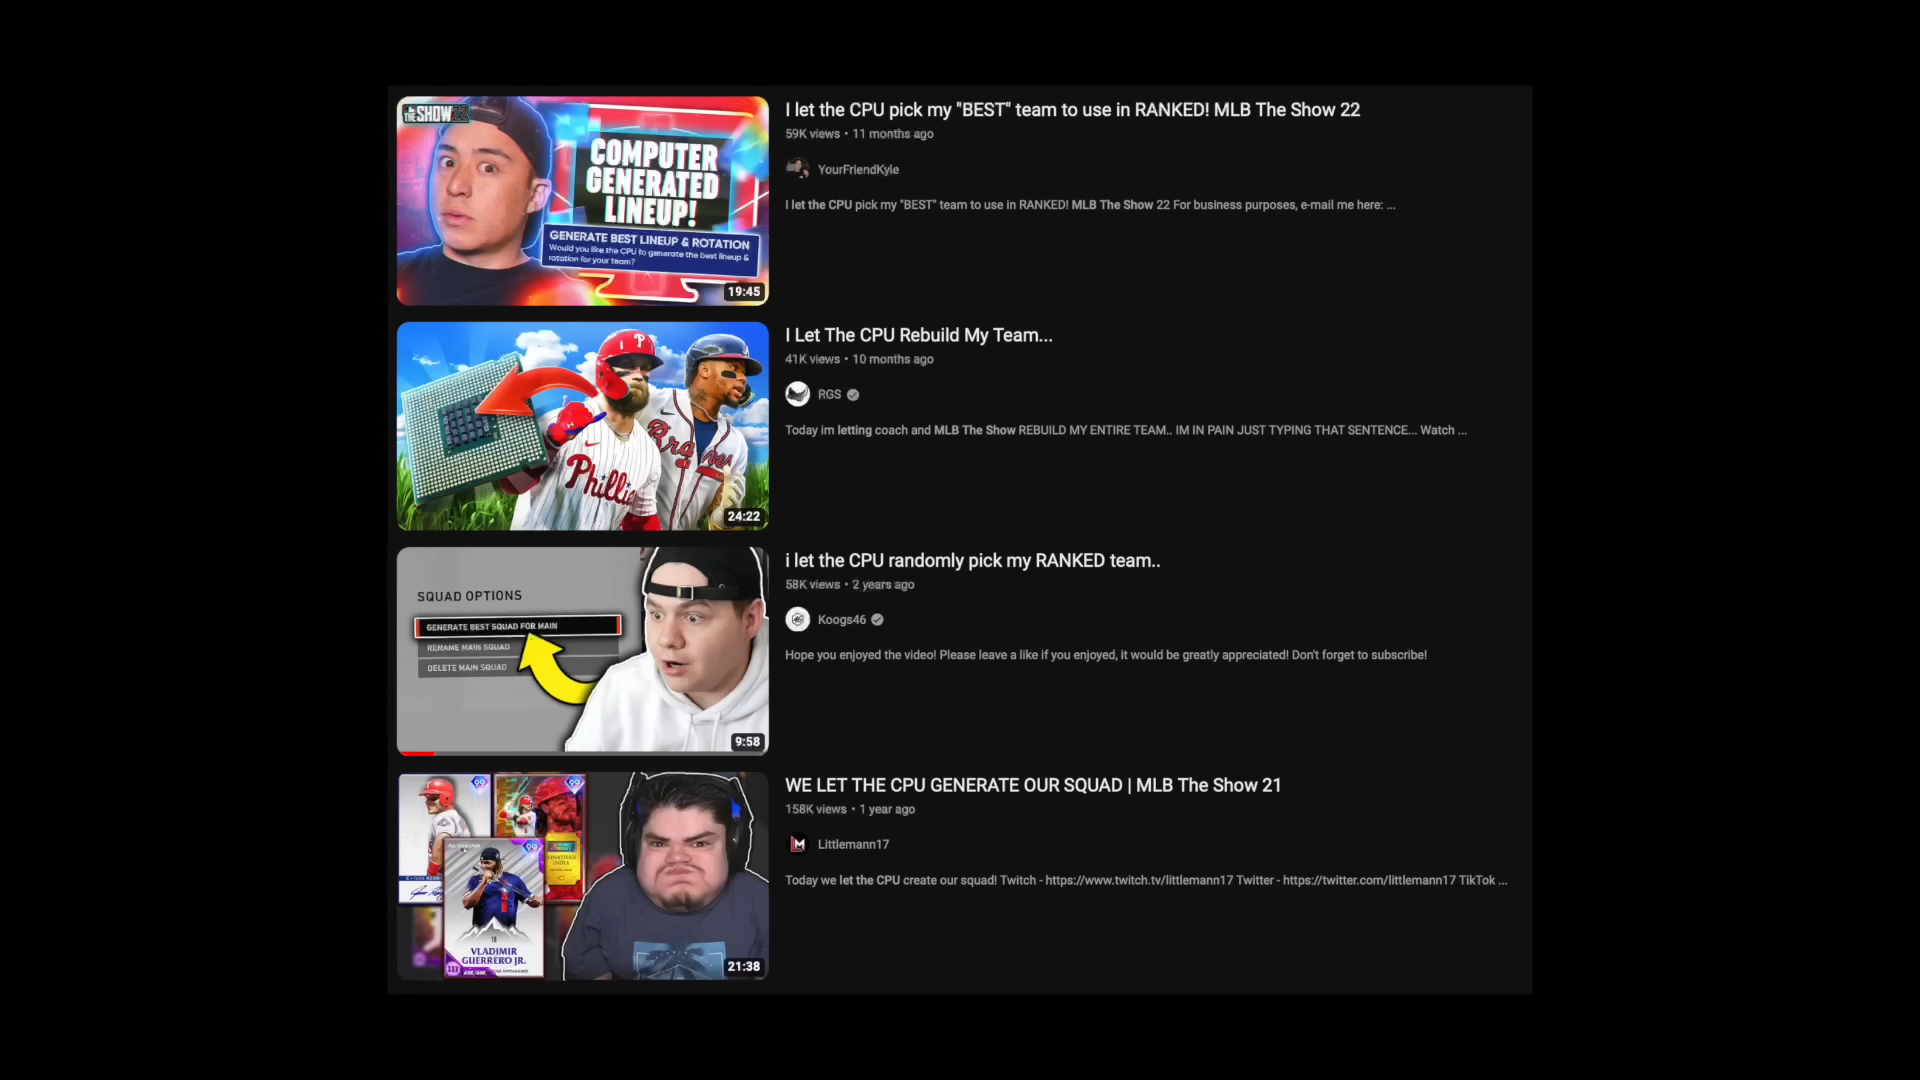 THE SHOW22
COMPUTER
GENERATED
LINEUP!
GENERATE BEST LINEUP & ROTATION
Would you like the CPU to generate the best lineup &
rotation for your team?
19:45
I let the CPU pick my "BEST" team to use in RANKED! MLB The Show 22
59K views • 11 months ago
YourFriendKyle
I let the CPU pick my "BEST" team to use in RANKED! MLB The Show 22 For business purposes, e-mail me here: ...
P
Phillie
Bra
24:22
I Let The CPU Rebuild My Team...
41K views • 10 months ago
RGS
Today im letting coach and MLB The Show REBUILD MY ENTIRE TEAM.. IM IN PAIN JUST TYPING THAT SENTENCE... Watch ...
SQUAD OPTIONS
GENERATE BEST SQUAD FOR MAIN
RENAME MAIN SQUAD
DELETE MAIN SQUAD
9:58
i let the CPU randomly pick my RANKED team..
58K views • 2 years ago
Koogs46
Hope you enjoyed the video! Please leave a like if you enjoyed, it would be greatly appreciated! Don't forget to subscribe!
99
99
99
JONATHAN
INDIA
18
VLADIMIR
GUERRERO JR.
21:38
WE LET THE CPU GENERATE OUR SQUAD | MLB The Show 21
158K views • 1 year ago
Littlemann17
Today we let the CPU create our squad! Twitch - https://www.twitch.tv/littlemann17 Twitter - https://twitter.com/littlemann17 TikTok ...